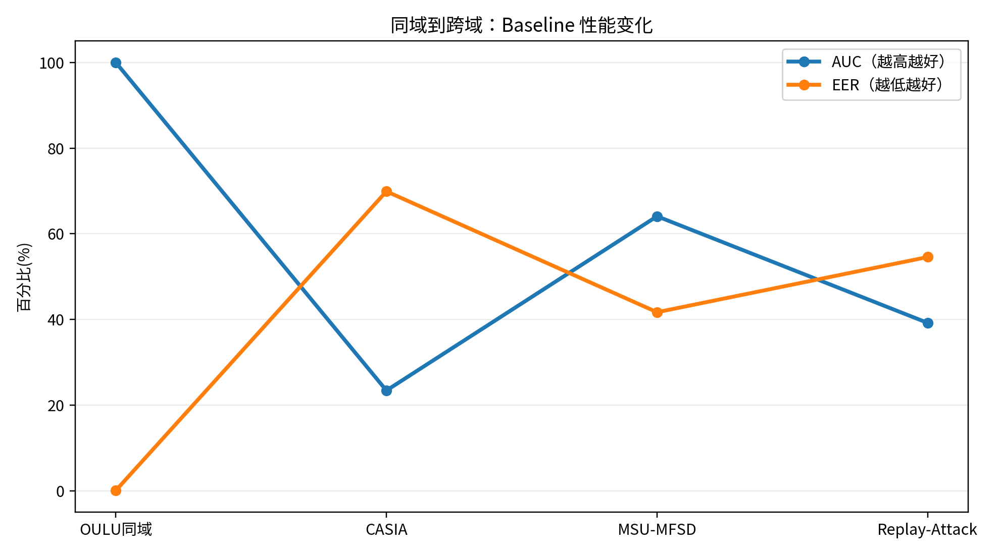 同域到跨域：Baseline 性能变化
AUC（越高越好）
EER（越低越好）
百分比(%)
100
80
60
40
20
0
OULU同域
CASIA
MSU-MFSD
Replay-Attack